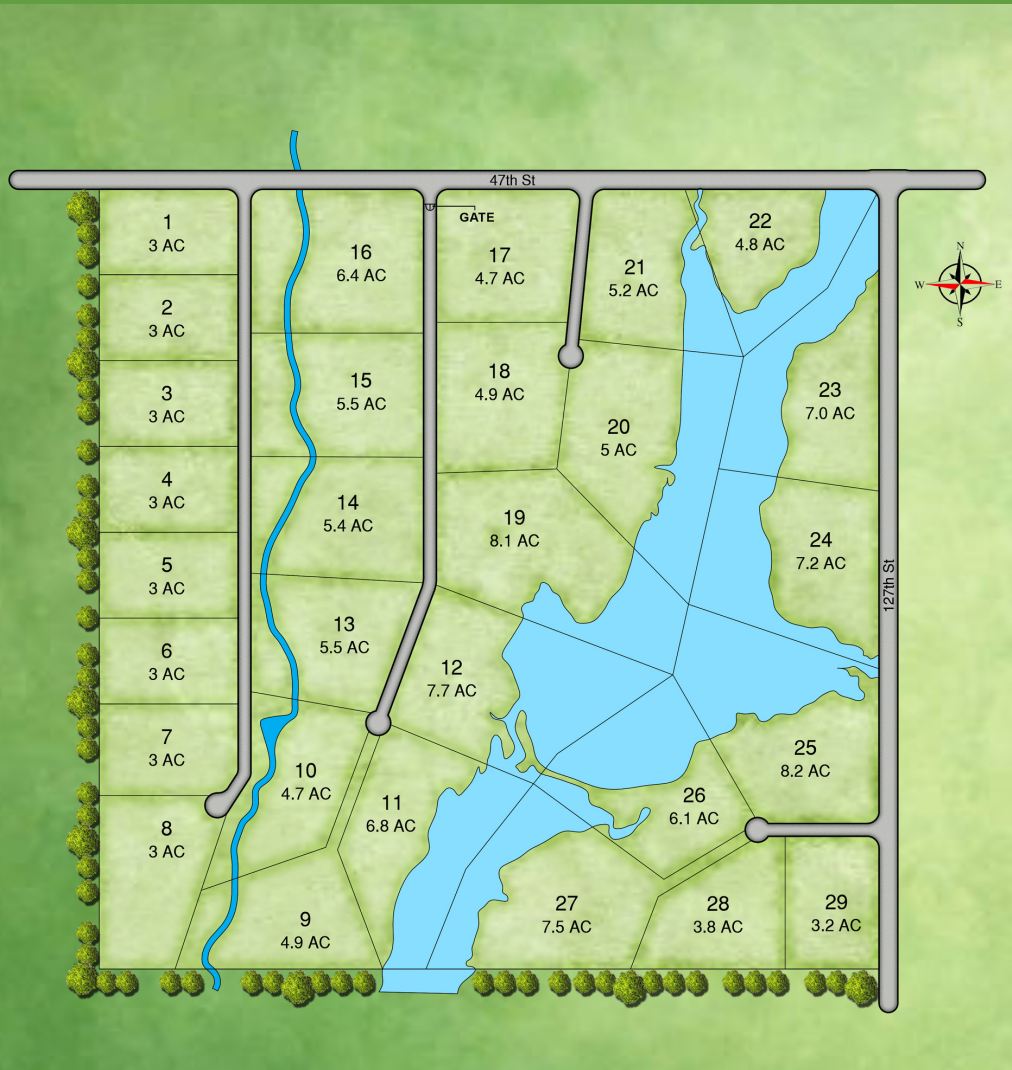 47th St
GATE
1
3 AC
2
3 AC
3
3 AC
4
3 AC
5
3 AC
6
3 AC
7
3 AC
8
3 AC
16
6.4 AC
15
5.5 AC
14
5.4 AC
13
5.5 AC
10
4.7 AC
9
4.9 AC
17
4.7 AC
18
4.9 AC
19
8.1 AC
12
7.7 AC
11
6.8 AC
21
5.2 AC
20
5 AC
22
4.8 AC
23
7.0 AC
24
7.2 AC
25
8.2 AC
26
6.1 AC
27
7.5 AC
28
3.8 AC
29
3.2 AC
127th St
N
W
E
S